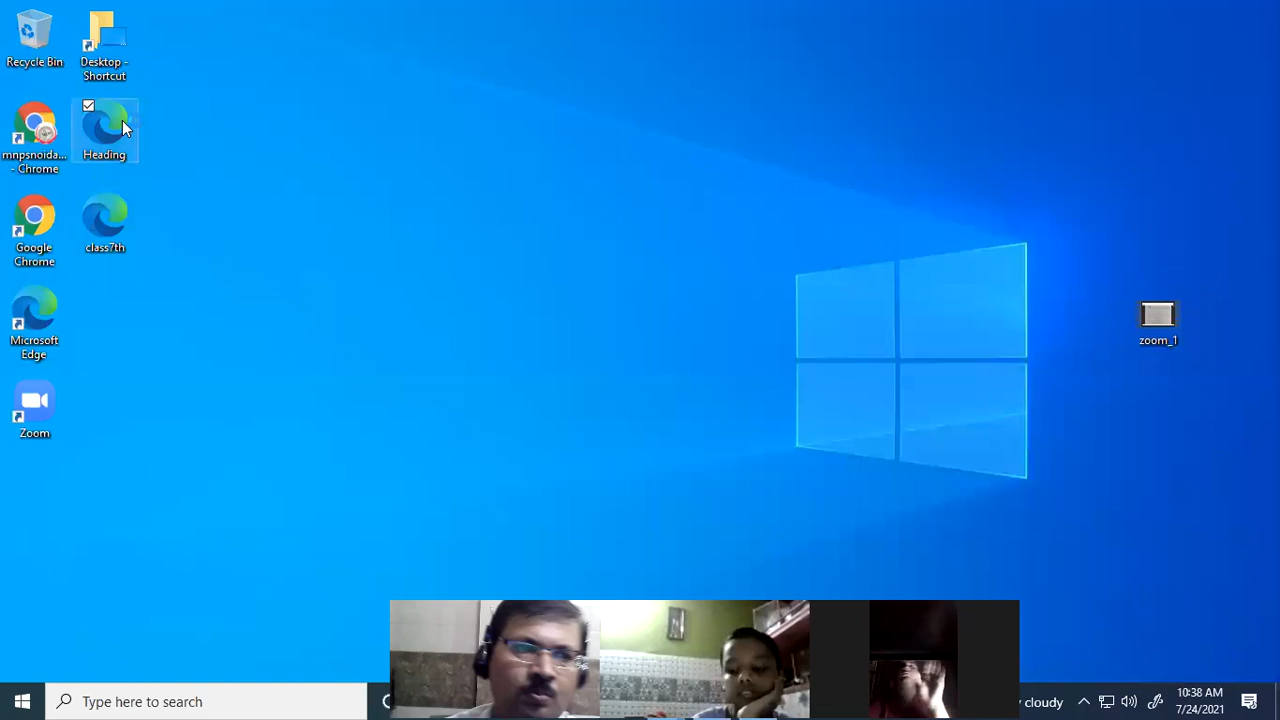 Recycle Bin
Desktop -
Shortcut
mnpsnoida...
- Chrome
Heading
Google
Chrome
class7th
Microsoft
Edge
Zoom
zoom_1
Type here to search
y cloudy
10:38 AM
7/24/2021